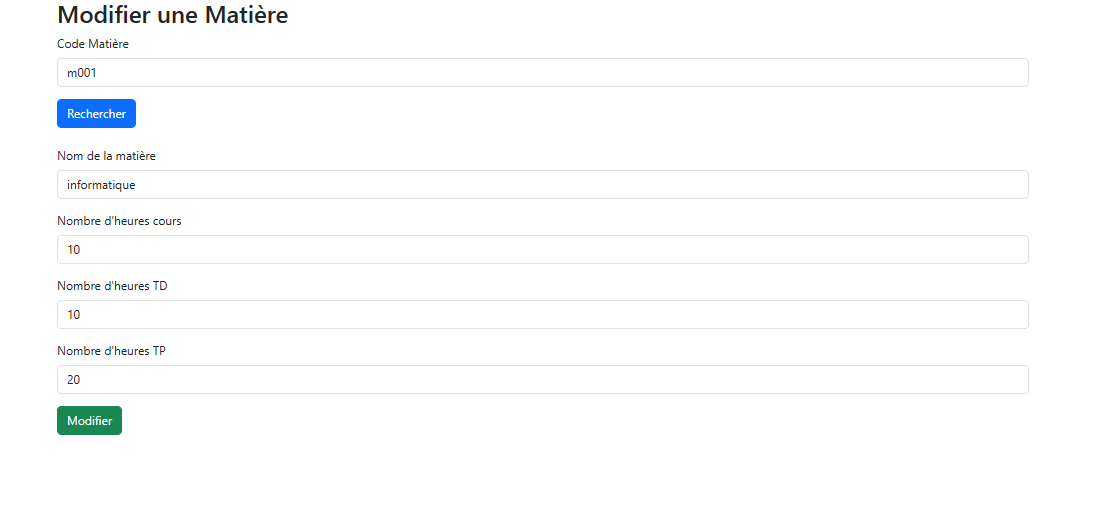 Modifier une Matière
Code Matière
m001
Rechercher
Nom de la matière
informatique
Nombre d'heures cours
10
Nombre d'heures TD
10
Nombre d'heures TP
20
Modifier